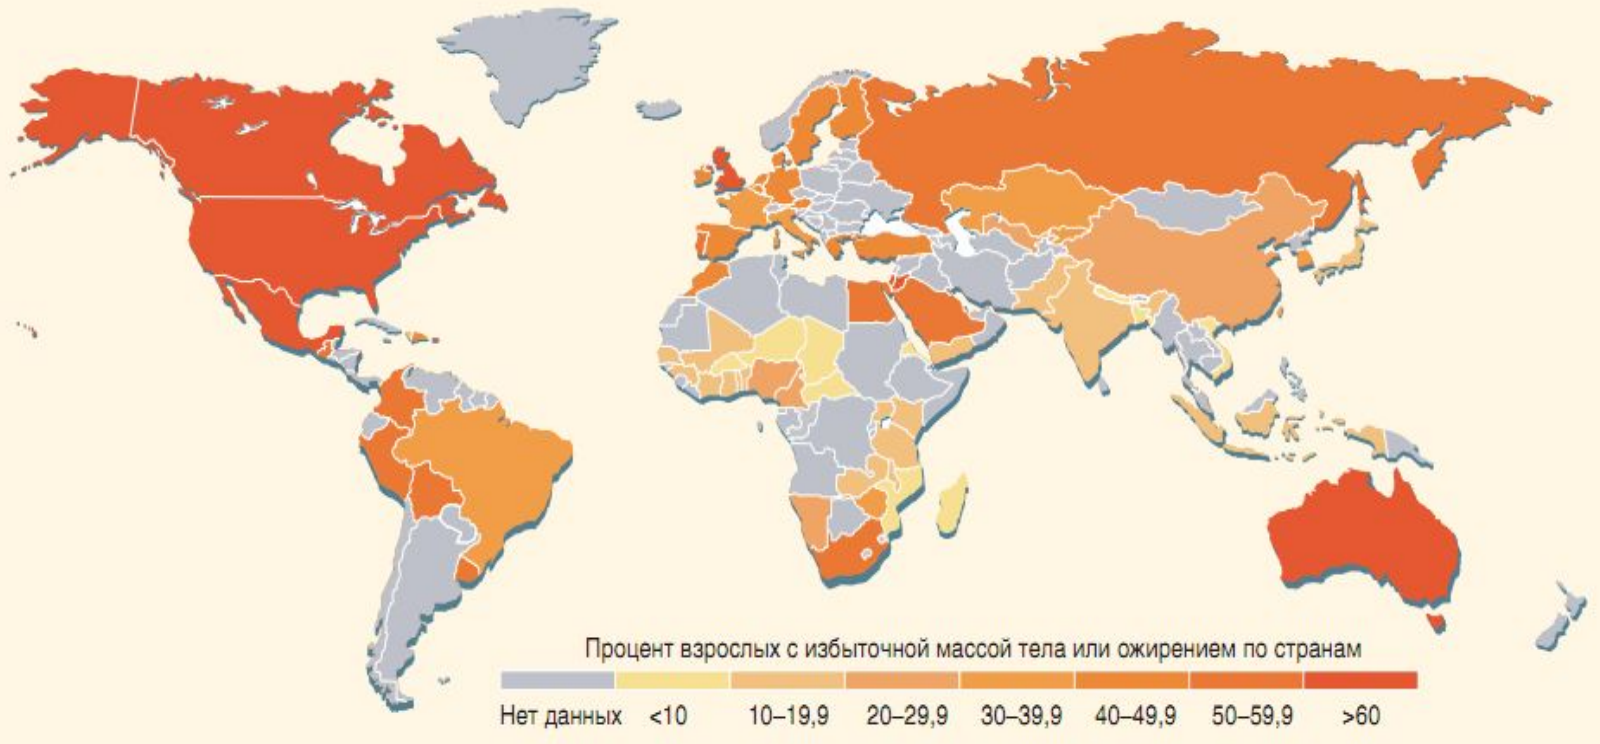 Процент взрослых с избыточной массой тела или ожирением по странам
Нет данных <10 10–19,9 20–29,9 30–39,9 40–49,9 50–59,9 >60